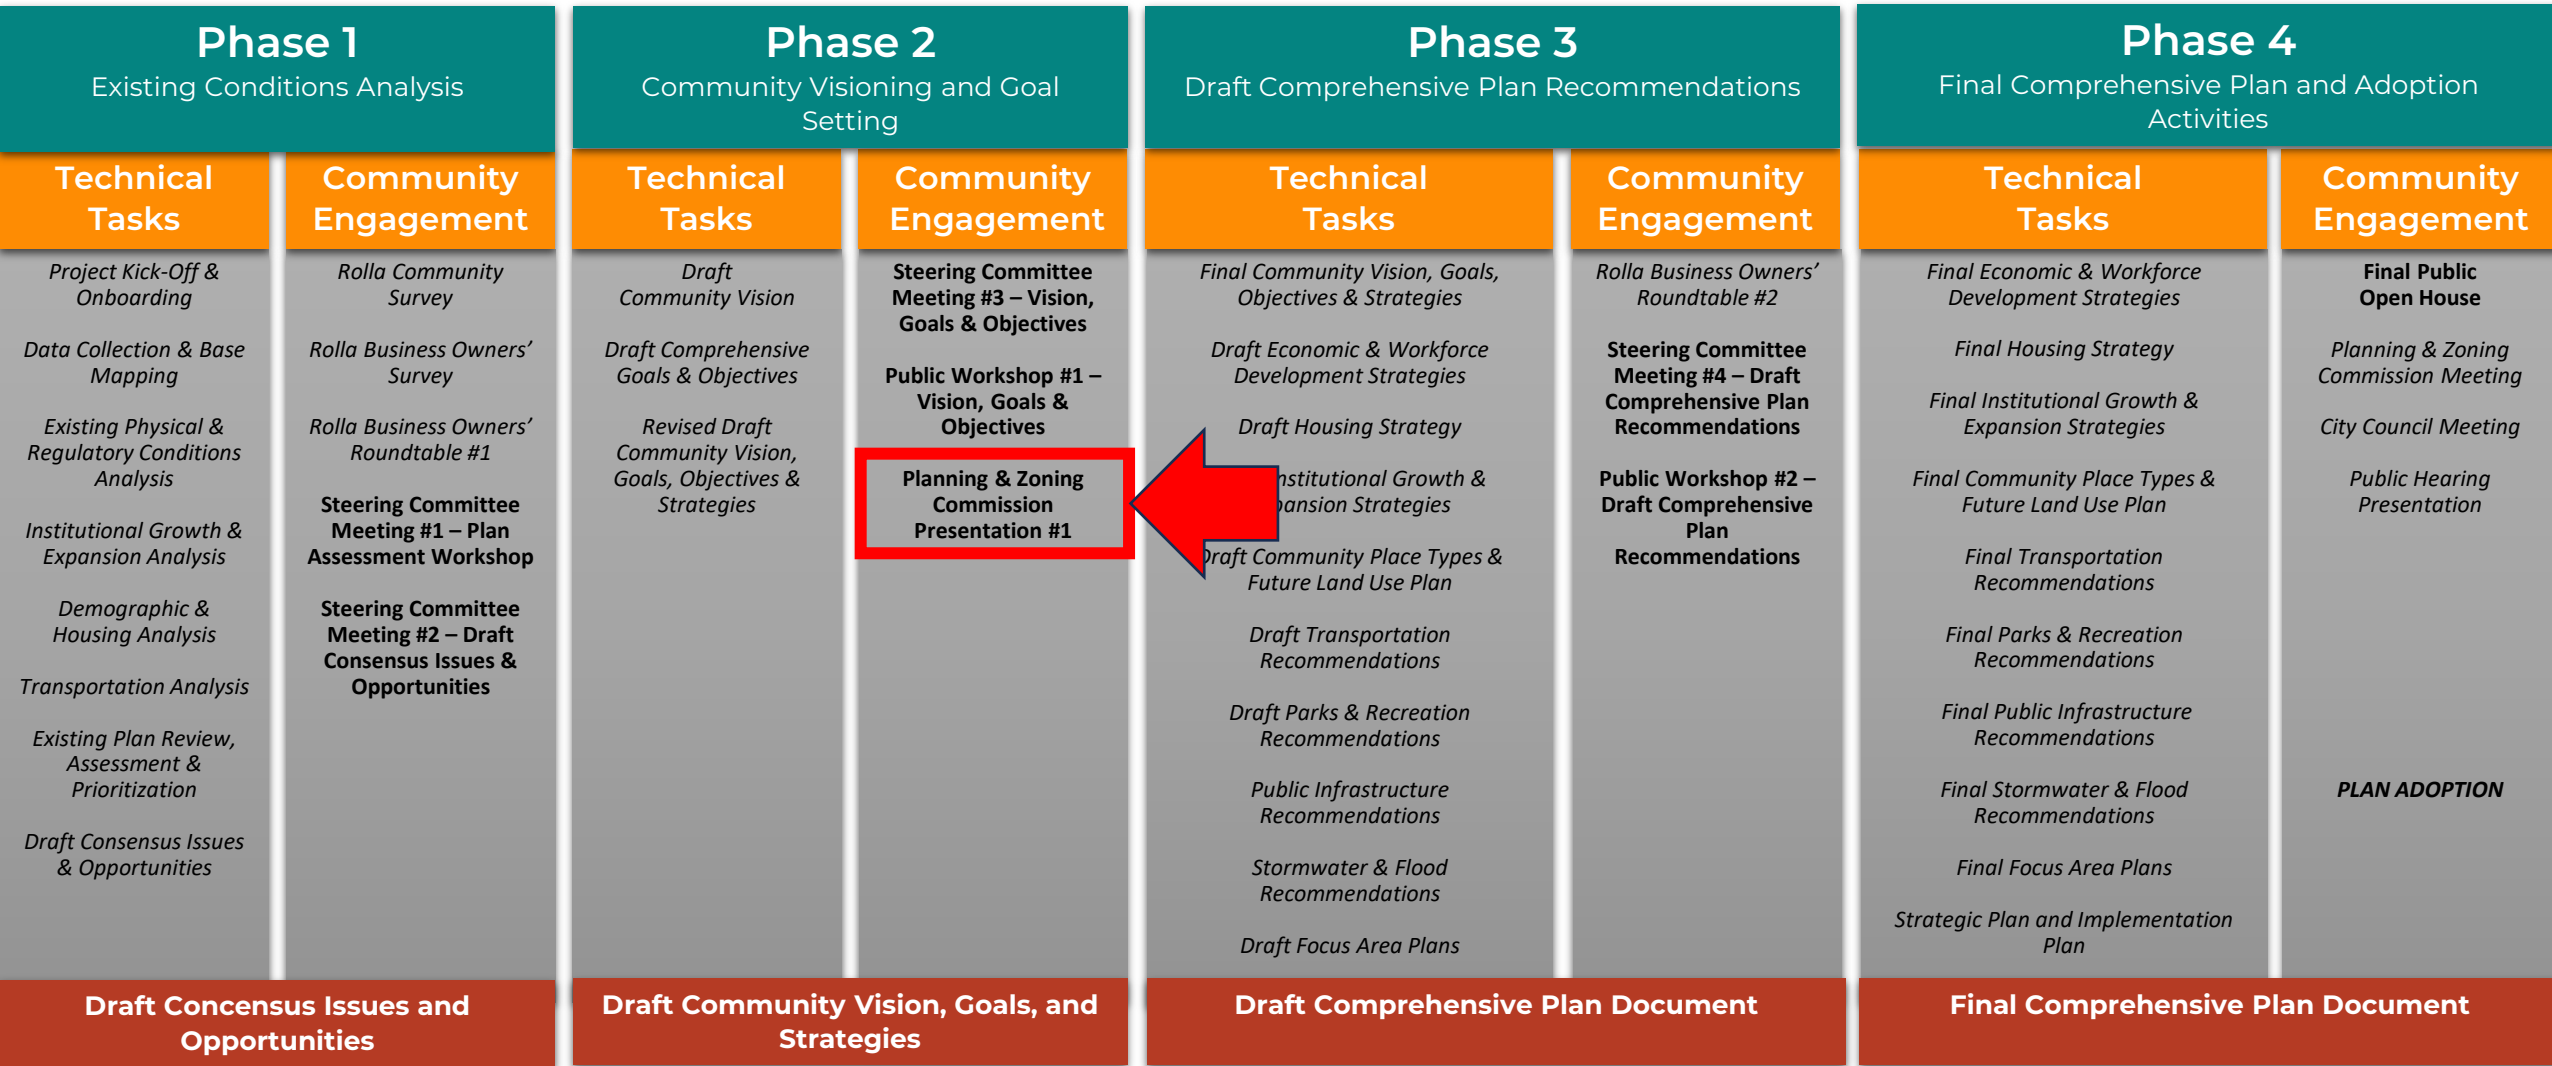 Phase 1
Existing Conditions Analysis
Technical
Tasks
Project Kick-Off &
Onboarding
Data Collection & Base
Mapping
Existing Physical &
Regulatory Conditions
Analysis
Institutional Growth &
Expansion Analysis
Demographic &
Housing Analysis
Transportation Analysis
Existing Plan Review,
Assessment &
Prioritization
Draft Consensus Issues
& Opportunities
Community
Engagement
Rolla Community
Survey
Rolla Business Owners'
Survey
Rolla Business Owners'
Roundtable #1
Steering Committee
Meeting #1 – Plan
Assessment Workshop
Steering Committee
Meeting #2 – Draft
Consensus Issues &
Opportunities
Draft Concensus Issues and
Opportunities
Phase 2
Community Visioning and Goal
Setting
Technical
Tasks
Draft
Community Vision
Draft Comprehensive
Goals & Objectives
Revised Draft
Community Vision,
Goals, Objectives &
Strategies
Community
Engagement
Steering Committee
Meeting #3 – Vision,
Goals & Objectives
Public Workshop #1 –
Vision, Goals &
Objectives
Planning & Zoning
Commission
Presentation #1
Draft Community Vision, Goals, and
Strategies
Phase 3
Draft Comprehensive Plan Recommendations
Technical
Tasks
Final Community Vision, Goals,
Objectives & Strategies
Draft Economic & Workforce
Development Strategies
Draft Housing Strategy
Growth &
Strategies
Draft Community Place Types &
Future Land Use Plan
Draft Transportation
Recommendations
Draft Parks & Recreation
Recommendations
Public Infrastructure
Recommendations
Stormwater & Flood
Recommendations
Draft Focus Area Plans
Community
Engagement
Rolla Business Owners'
Roundtable #2
Steering Committee
Meeting #4 – Draft
Comprehensive Plan
Recommendations
Public Workshop #2 –
Draft Comprehensive
Plan
Recommendations
Draft Comprehensive Plan Document
Phase 4
Final Comprehensive Plan and Adoption
Activities
Technical
Tasks
Final Economic & Workforce
Development Strategies
Final Housing Strategy
Final Institutional Growth &
Expansion Strategies
Final Community Place Types &
Future Land Use Plan
Final Transportation
Recommendations
Final Parks & Recreation
Recommendations
Final Public Infrastructure
Recommendations
Final Stormwater & Flood
Recommendations
Final Focus Area Plans
Strategic Plan and Implementation
Plan
Community
Engagement
Final Public
Open House
Planning & Zoning
Commission Meeting
City Council Meeting
Public Hearing
Presentation
PLAN ADOPTION
Final Comprehensive Plan Document